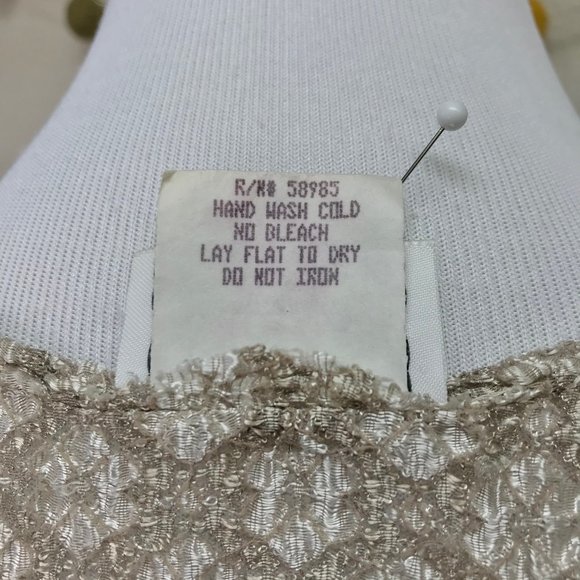 R/N# 58985
HAND WASH COLD
NO BLEACH
LAY FLAT TO DRY
DO NOT IRON